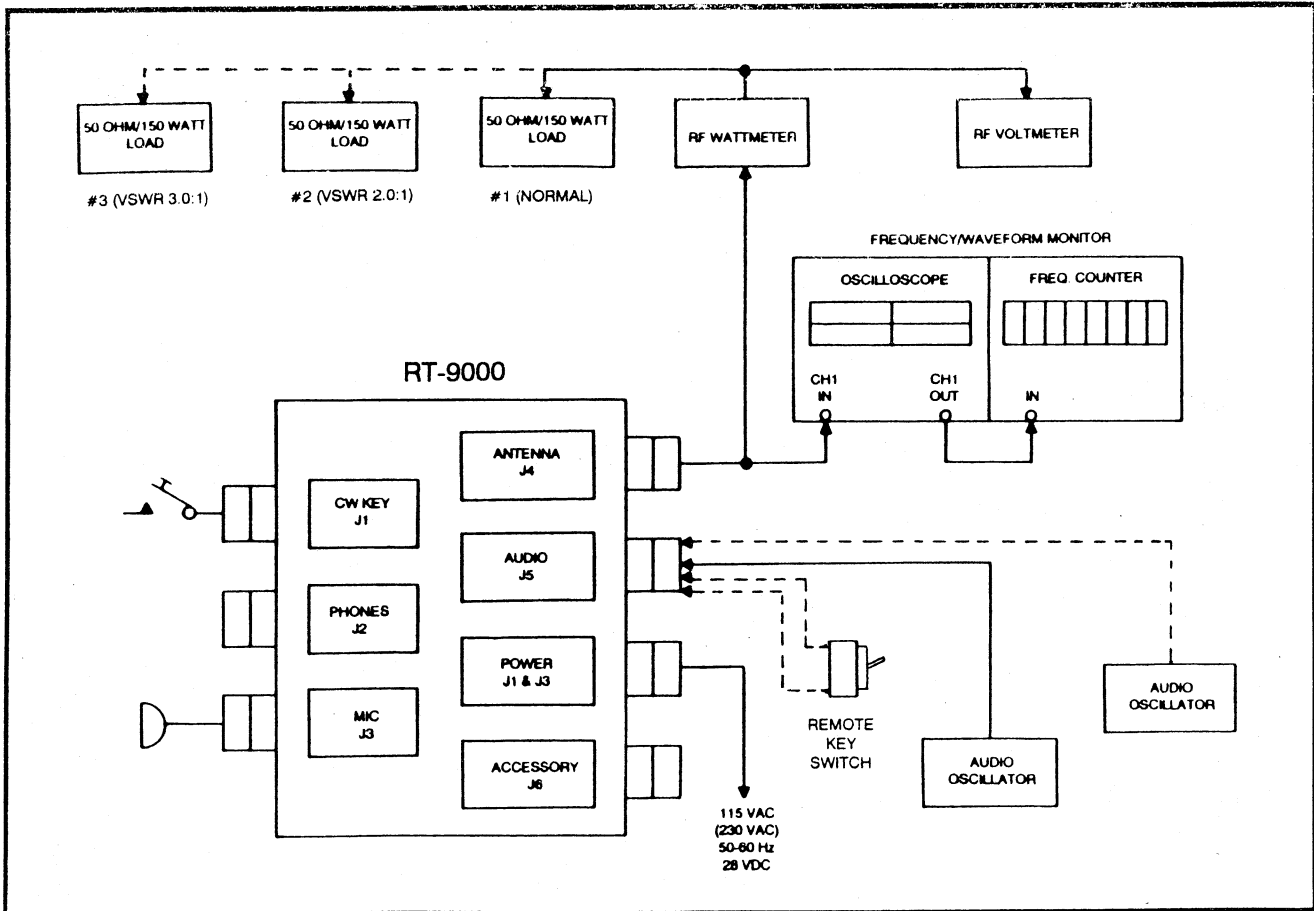 50 OHM/150 WATT
LOAD
50 OHM/150 WATT
LOAD
50 OHM/150 WATT
LOAD
RF WATTMETER
RF VOLTMETER
#3 (VSWR 3.0:1)
#2 (VSWR 2.0:1)
#1 (NORMAL)
FREQUENCY/WAVEFORM MONITOR
OSCILLOSCOPE
FREQ. COUNTER
CH1
IN
CH1
OUT
IN
RT-9000
ANTENNA
J4
CW KEY
J1
AUDIO
J5
PHONES
J2
POWER
J1 & J3
MIC
J3
ACCESSORY
J6
REMOTE
KEY
SWITCH
AUDIO
OSCILLATOR
AUDIO
OSCILLATOR
115 VAC
(230 VAC)
50-60 Hz
28 VDC